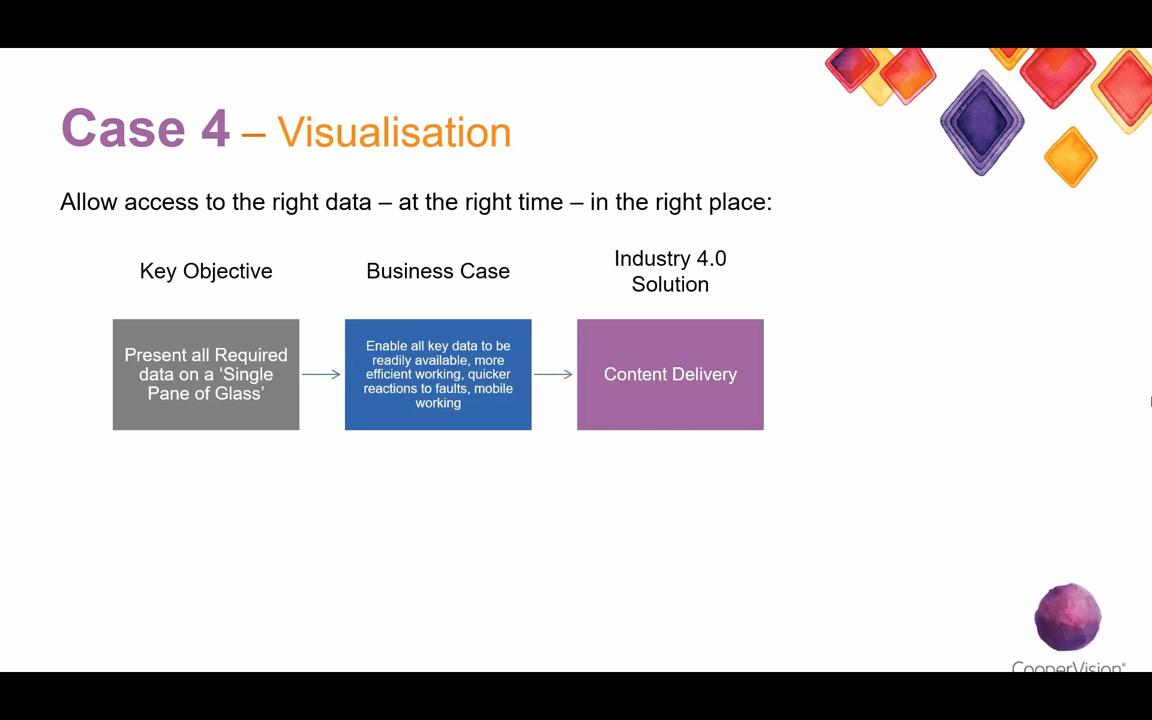 Case 4 – Visualisation
Allow access to the right data – at the right time – in the right place:
Key Objective
Business Case
Industry 4.0
Solution
Present all Required
data on a ‘Single
Pane of Glass’
Enable all key data to be
readily available, more
efficient working, quicker
reactions to faults, mobile
working
Content Delivery
CooperVision®